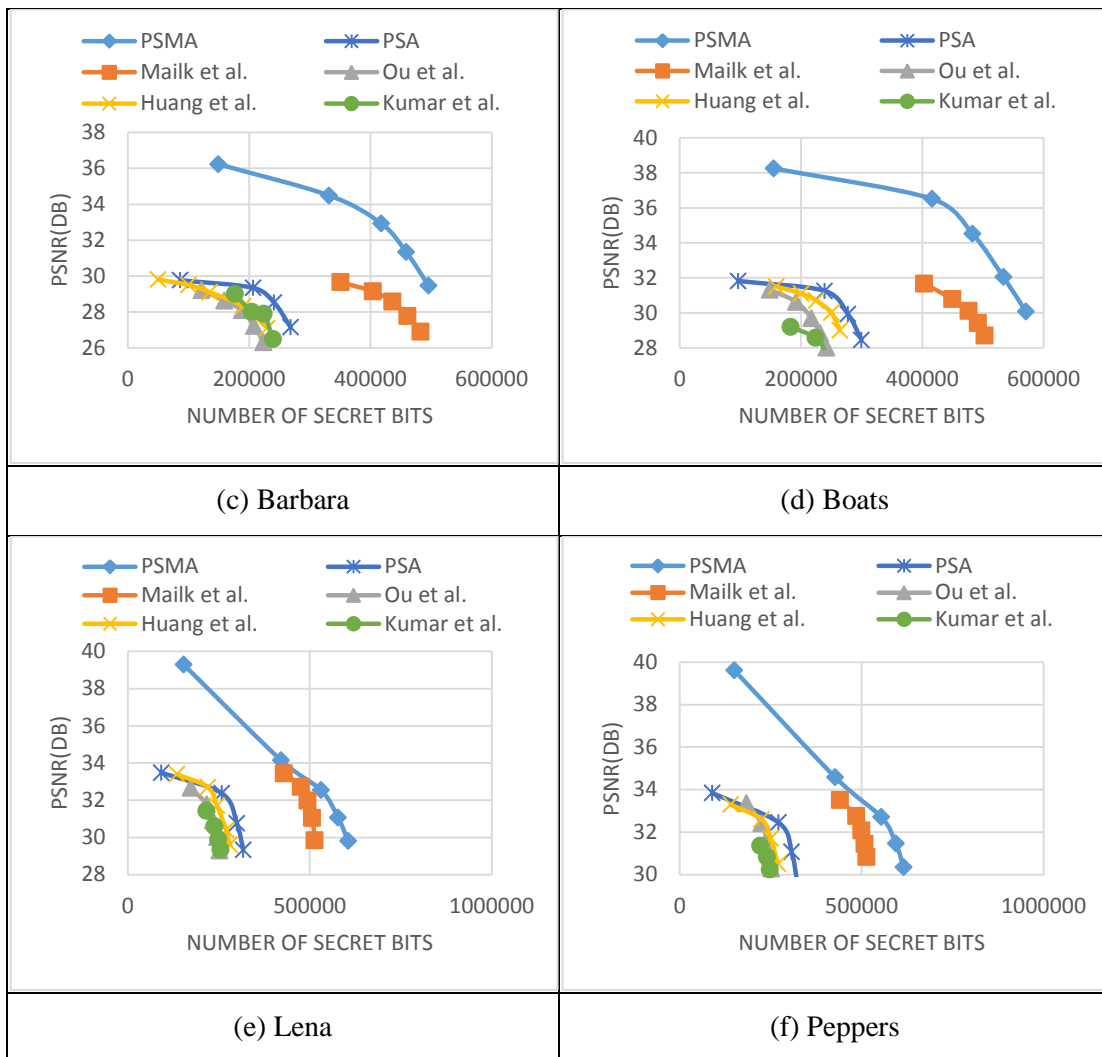 PSMA PSA
Mailk et al. Ou et al.
Huang et al. Kumar et al.
38
36
34
32
30
28
26
PSNR(DB)
0 200000 400000 600000
NUMBER OF SECRET BITS
(c) Barbara
PSMA PSA
Mailk et al. Ou et al.
Huang et al. Kumar et al.
40
38
36
34
32
30
28
PSNR(DB)
0 200000 400000 600000
NUMBER OF SECRET BITS
(d) Boats
PSMA PSA
Mailk et al. Ou et al.
Huang et al. Kumar et al.
40
38
36
34
32
30
28
PSNR(DB)
0 500000 1000000
NUMBER OF SECRET BITS
(e) Lena
PSMA PSA
Mailk et al. Ou et al.
Huang et al. Kumar et al.
40
38
36
34
32
30
PSNR(DB)
0 500000 1000000
NUMBER OF SECRET BITS
(f) Peppers